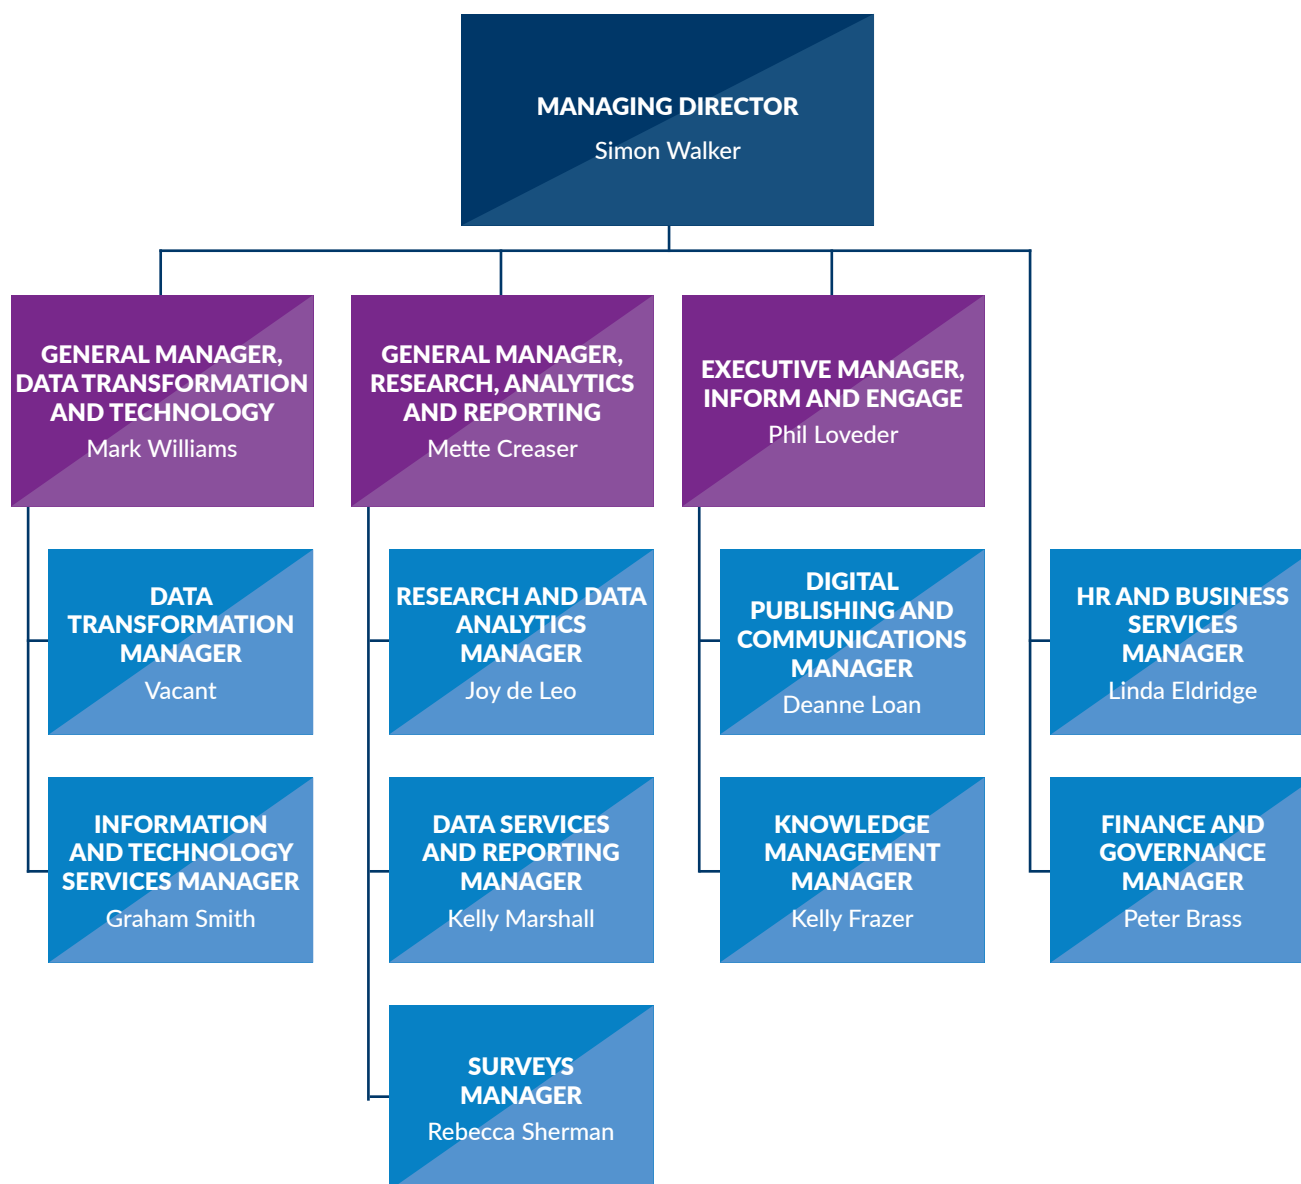 MANAGING DIRECTOR
Simon Walker
GENERAL MANAGER,
DATA TRANSFORMATION
AND TECHNOLOGY
Mark Williams
GENERAL MANAGER,
RESEARCH, ANALYTICS
AND REPORTING
Mette Creaser
EXECUTIVE MANAGER,
INFORM AND ENGAGE
Phil Loveder
DATA
TRANSFORMATION
MANAGER
Vacant
RESEARCH AND DATA
ANALYTICS
MANAGER
Joy de Leo
DIGITAL
PUBLISHING AND
COMMUNICATIONS
MANAGER
Deanne Loan
HR AND BUSINESS
SERVICES
MANAGER
Linda Eldridge
INFORMATION
AND TECHNOLOGY
SERVICES MANAGER
Graham Smith
DATA SERVICES
AND REPORTING
MANAGER
Kelly Marshall
KNOWLEDGE
MANAGEMENT
MANAGER
Kelly Frazer
FINANCE AND
GOVERNANCE
MANAGER
Peter Brass
SURVEYS
MANAGER
Rebecca Sherman